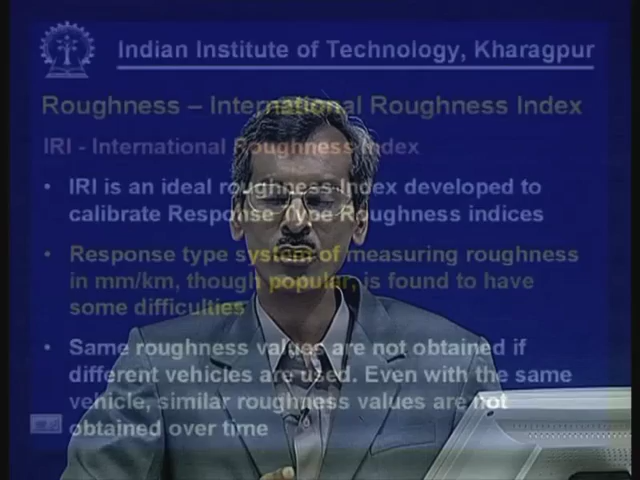 Indian Institute of Technology, Kharagpur
Roughness – International Roughness Index
IRI - International Roughness Index
• IRI is an ideal roughness index developed to
calibrate Response Type Roughness indices
• Response type system of measuring roughness
in mm/km, though popular, is found to have
some difficulties
• Same roughness values are not obtained if
different vehicles are used. Even with the same
vehicle, similar roughness values are not
obtained over time